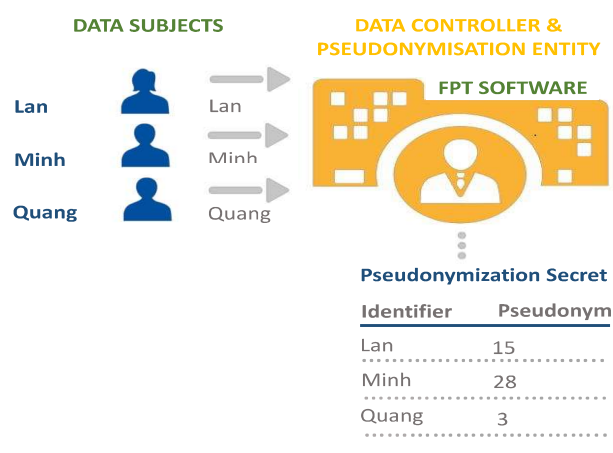 DATA SUBJECTS
DATA CONTROLLER &
PSEUDONYMISATION ENTITY
FPT SOFTWARE
Lan
Lan
Minh
Minh
Quang
Quang
Pseudonymization Secret
Identifier Pseudonym
Lan 15
Minh 28
Quang 3